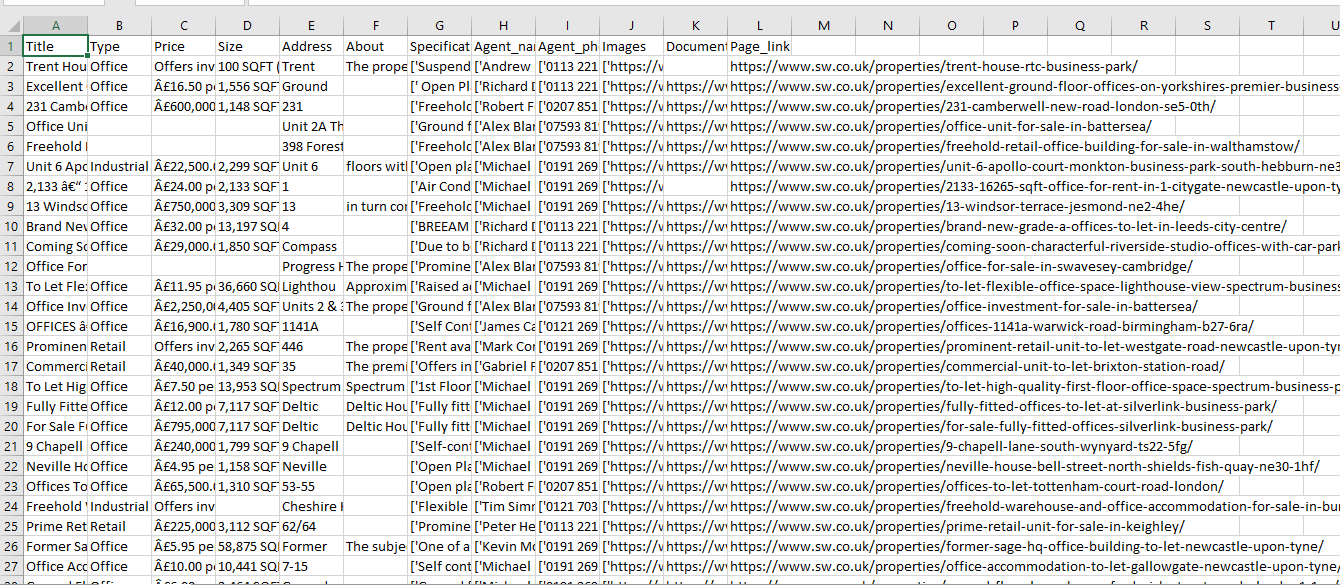 A B C D E F G H I J K L M N O P Q R S T U
1 Title Type Price Size Address About Specificat Agent_na Agent_ph Images Document Page_link
2 Trent Hou Office Offers inv 100 SQFT ( Trent The prope ['Suspend ['Andrew ['0113 221 ['https://w https://www.sw.co.uk/properties/trent-house-rtc-business-park/
3 Excellent Office Â£16.50 p 1,556 SQF Ground [' Open Pl ['Richard D ['0113 221 ['https://w https://w https://www.sw.co.uk/properties/excellent-ground-floor-offices-on-yorkshires-premier-business-
4 231 Camb Office Â£600,000 1,148 SQF 231 ['Freehold ['Robert F ['0207 851 ['https://w https://w https://www.sw.co.uk/properties/231-camberwell-new-road-london-se5-0th/
5 Office Uni Unit 2A Th ['Ground f ['Alex Blar ['07593 81 ['https://w https://w https://www.sw.co.uk/properties/office-unit-for-sale-in-battersea/
6 Freehold 398 Forest ['Freehold ['Alex Blar ['07593 81 ['https://w https://w https://www.sw.co.uk/properties/freehold-retail-office-building-for-sale-in-walthamstow/
7 Unit 6 Apo Industrial Â£22,500. 2,299 SQF Unit 6 floors wit ['Open pla ['Michael ['0191 269 ['https://w https://w https://www.sw.co.uk/properties/unit-6-apollo-court-monkton-business-park-south-hebburn-ne3
8 2,133 â€“ Office Â£24.00 p 2,133 SQF 1 ['Air Cond ['Michael ['0191 269 ['https://w https://www.sw.co.uk/properties/2133-16265-sqft-office-for-rent-in-1-citygate-newcastle-upon-ty
9 13 Windso Office Â£750,000 3,309 SQF 13 in turn cor ['Freehold ['Michael ['0191 269 ['https://w https://w https://www.sw.co.uk/properties/13-windsor-terrace-jesmond-ne2-4he/
10 Brand Nev Office Â£32.00 p 13,197 SQ 4 ['BREEAM ['Richard D ['0113 221 ['https://w https://w https://www.sw.co.uk/properties/brand-new-grade-a-offices-to-let-in-leeds-city-centre/
11 Coming Sc Office Â£29,000. 1,850 SQF Compass ['Due to b ['Richard D ['0113 221 ['https://w https://w https://www.sw.co.uk/properties/coming-soon-characterful-riverside-studio-offices-with-car-park
12 Office For Progress H The prope ['Promine ['Alex Blar ['07593 81 ['https://w https://w https://www.sw.co.uk/properties/office-for-sale-in-swavesey-cambridge/
13 To Let Fle Office Â£11.95 p 36,660 SQ Lighthou Approxim ['Raised a ['Michael ['0191 269 ['https://w https://w https://www.sw.co.uk/properties/to-let-flexible-office-space-lighthouse-view-spectrum-business
14 Office Inv Office Â£2,250,0 4,405 SQF Units 2 & The prope ['Ground f ['Alex Blar ['07593 81 ['https://w https://w https://www.sw.co.uk/properties/office-investment-for-sale-in-battersea/
15 OFFICES â Office Â£16,900. 1,780 SQF 1141A ['Self Cont ['James Ca ['0121 269 ['https://w https://w https://www.sw.co.uk/properties/offices-1141a-warwick-road-birmingham-b27-6ra/
16 Prominen Retail Offers inv 2,265 SQF 446 The prope ['Rent ava ['Mark Cor ['0191 269 ['https://w https://w https://www.sw.co.uk/properties/prominent-retail-unit-to-let-westgate-road-newcastle-upon-tyn
17 Commerci Retail Â£40,000. 1,349 SQF 35 The premi ['Offers in ['Gabriel F ['0207 851 ['https://w https://w https://www.sw.co.uk/properties/commercial-unit-to-let-brixton-station-road/
18 To Let Hig Office Â£7.50 pe 13,953 SQ Spectrum Spectrum ['1st Floor ['Michael ['0191 269 ['https://w https://w https://www.sw.co.uk/properties/to-let-high-quality-first-floor-office-space-spectrum-business-p
19 Fully Fitte Office Â£12.00 p 7,117 SQF Deltic Deltic Hou ['Fully fitt ['Michael ['0191 269 ['https://w https://w https://www.sw.co.uk/properties/fully-fitted-offices-to-let-at-silverlink-business-park/
20 For Sale F Office Â£795,000 7,117 SQF Deltic Deltic Hou ['Fully fitt ['Michael ['0191 269 ['https://w https://w https://www.sw.co.uk/properties/for-sale-fully-fitted-offices-silverlink-business-park/
21 9 Chapell Office Â£240,000 1,799 SQF 9 Chapell ['Self-cont ['Michael ['0191 269 ['https://w https://w https://www.sw.co.uk/properties/9-chapell-lane-south-wynyard-ts22-5fg/
22 Neville Ho Office Â£4.95 pe 1,158 SQF Neville ['Open Pla ['Michael ['0191 269 ['https://w https://w https://www.sw.co.uk/properties/neville-house-bell-street-north-shields-fish-quay-ne30-1hf/
23 Offices To Office Â£65,500. 1,310 SQF 53-55 ['Open pla ['Robert F ['0207 851 ['https://w https://w https://www.sw.co.uk/properties/offices-to-let-tottenham-court-road-london/
24 Freehold Industrial Offers inv Cheshire H ['Flexible ['Tim Simr ['0121 703 ['https://w https://w https://www.sw.co.uk/properties/freehold-warehouse-and-office-accommodation-for-sale-in-bu
25 Prime Ret Retail Â£225,000 3,112 SQF 62/64 ['Promine ['Peter He ['0113 221 ['https://w https://w https://www.sw.co.uk/properties/prime-retail-unit-for-sale-in-keighley/
26 Former Sa Office Â£5.95 pe 58,875 SQ Former The subje ['One of a ['Kevin Mc ['0191 269 ['https://w https://w https://www.sw.co.uk/properties/former-sage-hq-office-building-to-let-newcastle-upon-tyne/
27 Office Acc Office Â£10.00 p 10,441 SQ 7-15 ['Self cont ['Michael ['0191 269 ['https://w https://w https://www.sw.co.uk/properties/office-accommodation-to-let-gallowgate-newcastle-upon-tyne/